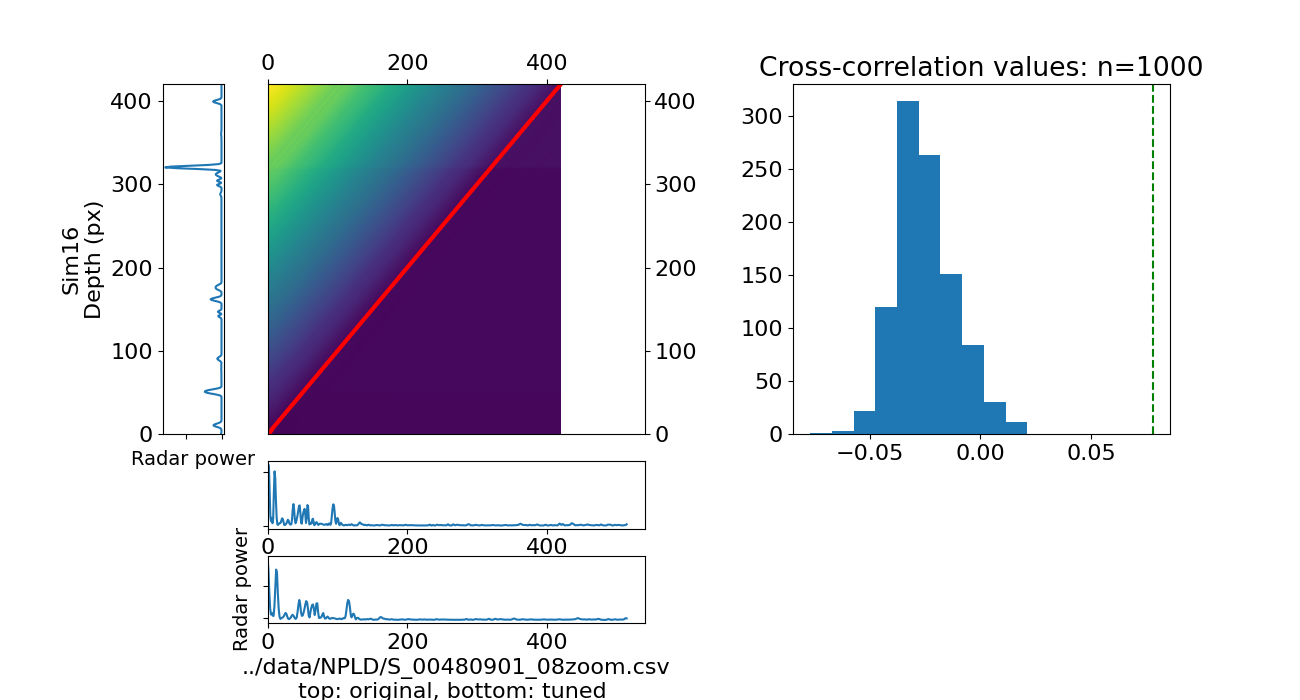 0 200 400
Cross-correlation values: n=1000
400
300
200
100
0
Sim16
Depth (px)
Radar power
400
300
200
100
0
300
250
200
150
100
50
0
−0.05 0.00 0.05
0 200 400
Radar power
0 200 400
../data/NPLD/S_00480901_08zoom.csv
top: original, bottom: tuned